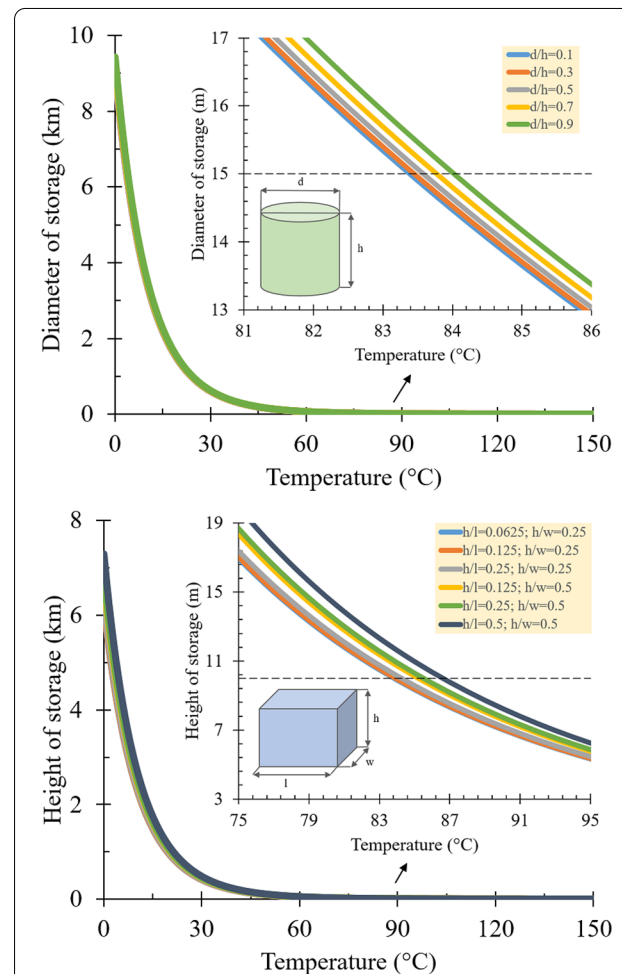 Diameter of storage (km)
10
8
6
4
2
0
0 30 60 90 120 150
Temperature (°C)
Diameter of storage (m)
17
16
15
14
13
81 82 83 84 85 86
Temperature (°C)
d/h=0.1
d/h=0.3
d/h=0.5
d/h=0.7
d/h=0.9
d
h
Height of storage (km)
8
6
4
2
0
0 30 60 90 120 150
Temperature (°C)
Height of storage (m)
19
15
11
7
3
75 79 83 87 91 95
Temperature (°C)
h/l=0.0625; h/w=0.25
h/l=0.125; h/w=0.25
h/l=0.25; h/w=0.25
h/l=0.125; h/w=0.5
h/l=0.25; h/w=0.5
h/l=0.5; h/w=0.5
h
w
l